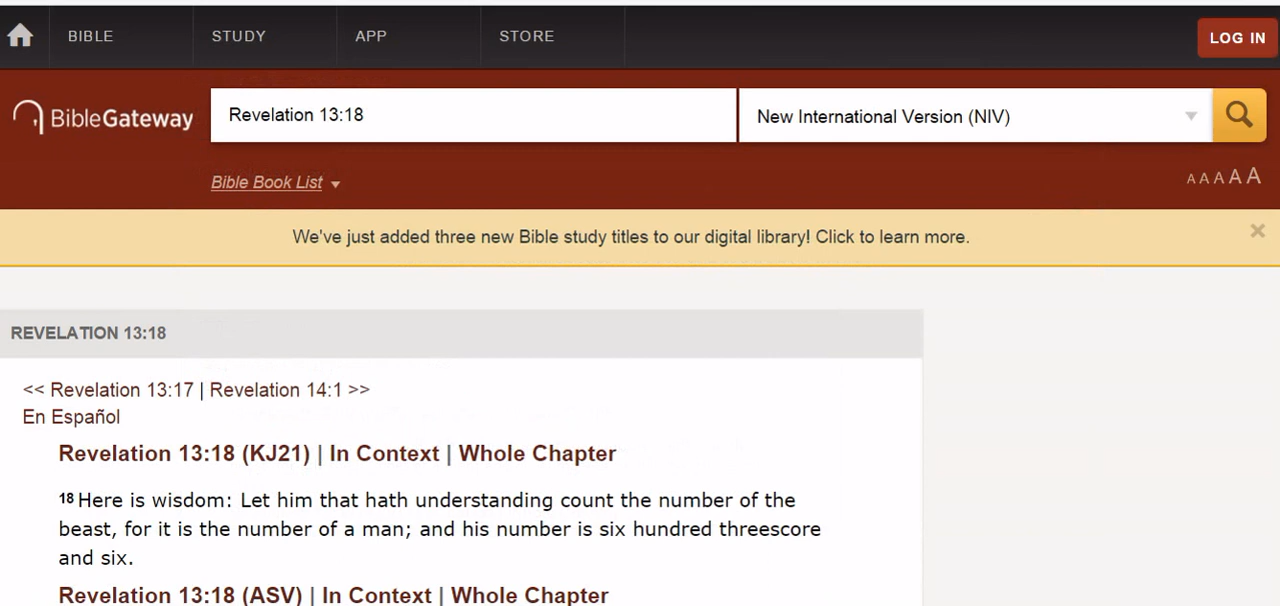 BIBLE STUDY APP STORE LOG IN
BibleGateway Revelation 13:18 New International Version (NIV)
Bible Book List A A A A A
We've just added three new Bible study titles to our digital library! Click to learn more. ×
REVELATION 13:18
<< Revelation 13:17 | Revelation 14:1 >>
En Español
Revelation 13:18 (KJ21) | In Context | Whole Chapter
18 Here is wisdom: Let him that hath understanding count the number of the
beast, for it is the number of a man; and his number is six hundred threescore
and six.
Revelation 13:18 (ASV) | In Context | Whole Chapter